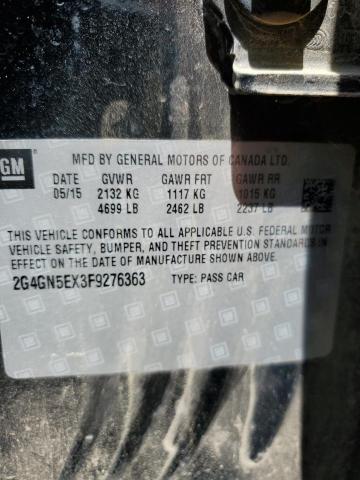 GM
MFD BY GENERAL MOTORS OF CANADA LTD.
DATE GVWR GAWR FRT GAWR RR
05/15 2132 KG 1117 KG 1015 KG
4699 LB 2462 LB 2237 LB
THIS VEHICLE CONFORMS TO ALL APPLICABLE U.S. FEDERAL MOTOR
VEHICLE SAFETY, BUMPER, AND THEFT PREVENTION STANDARDS IN
EFFECT ON THE DATE OF MANUFACTURE SHOWN ABOVE.
2G4GN5EX3F9276363 TYPE: PASS CAR